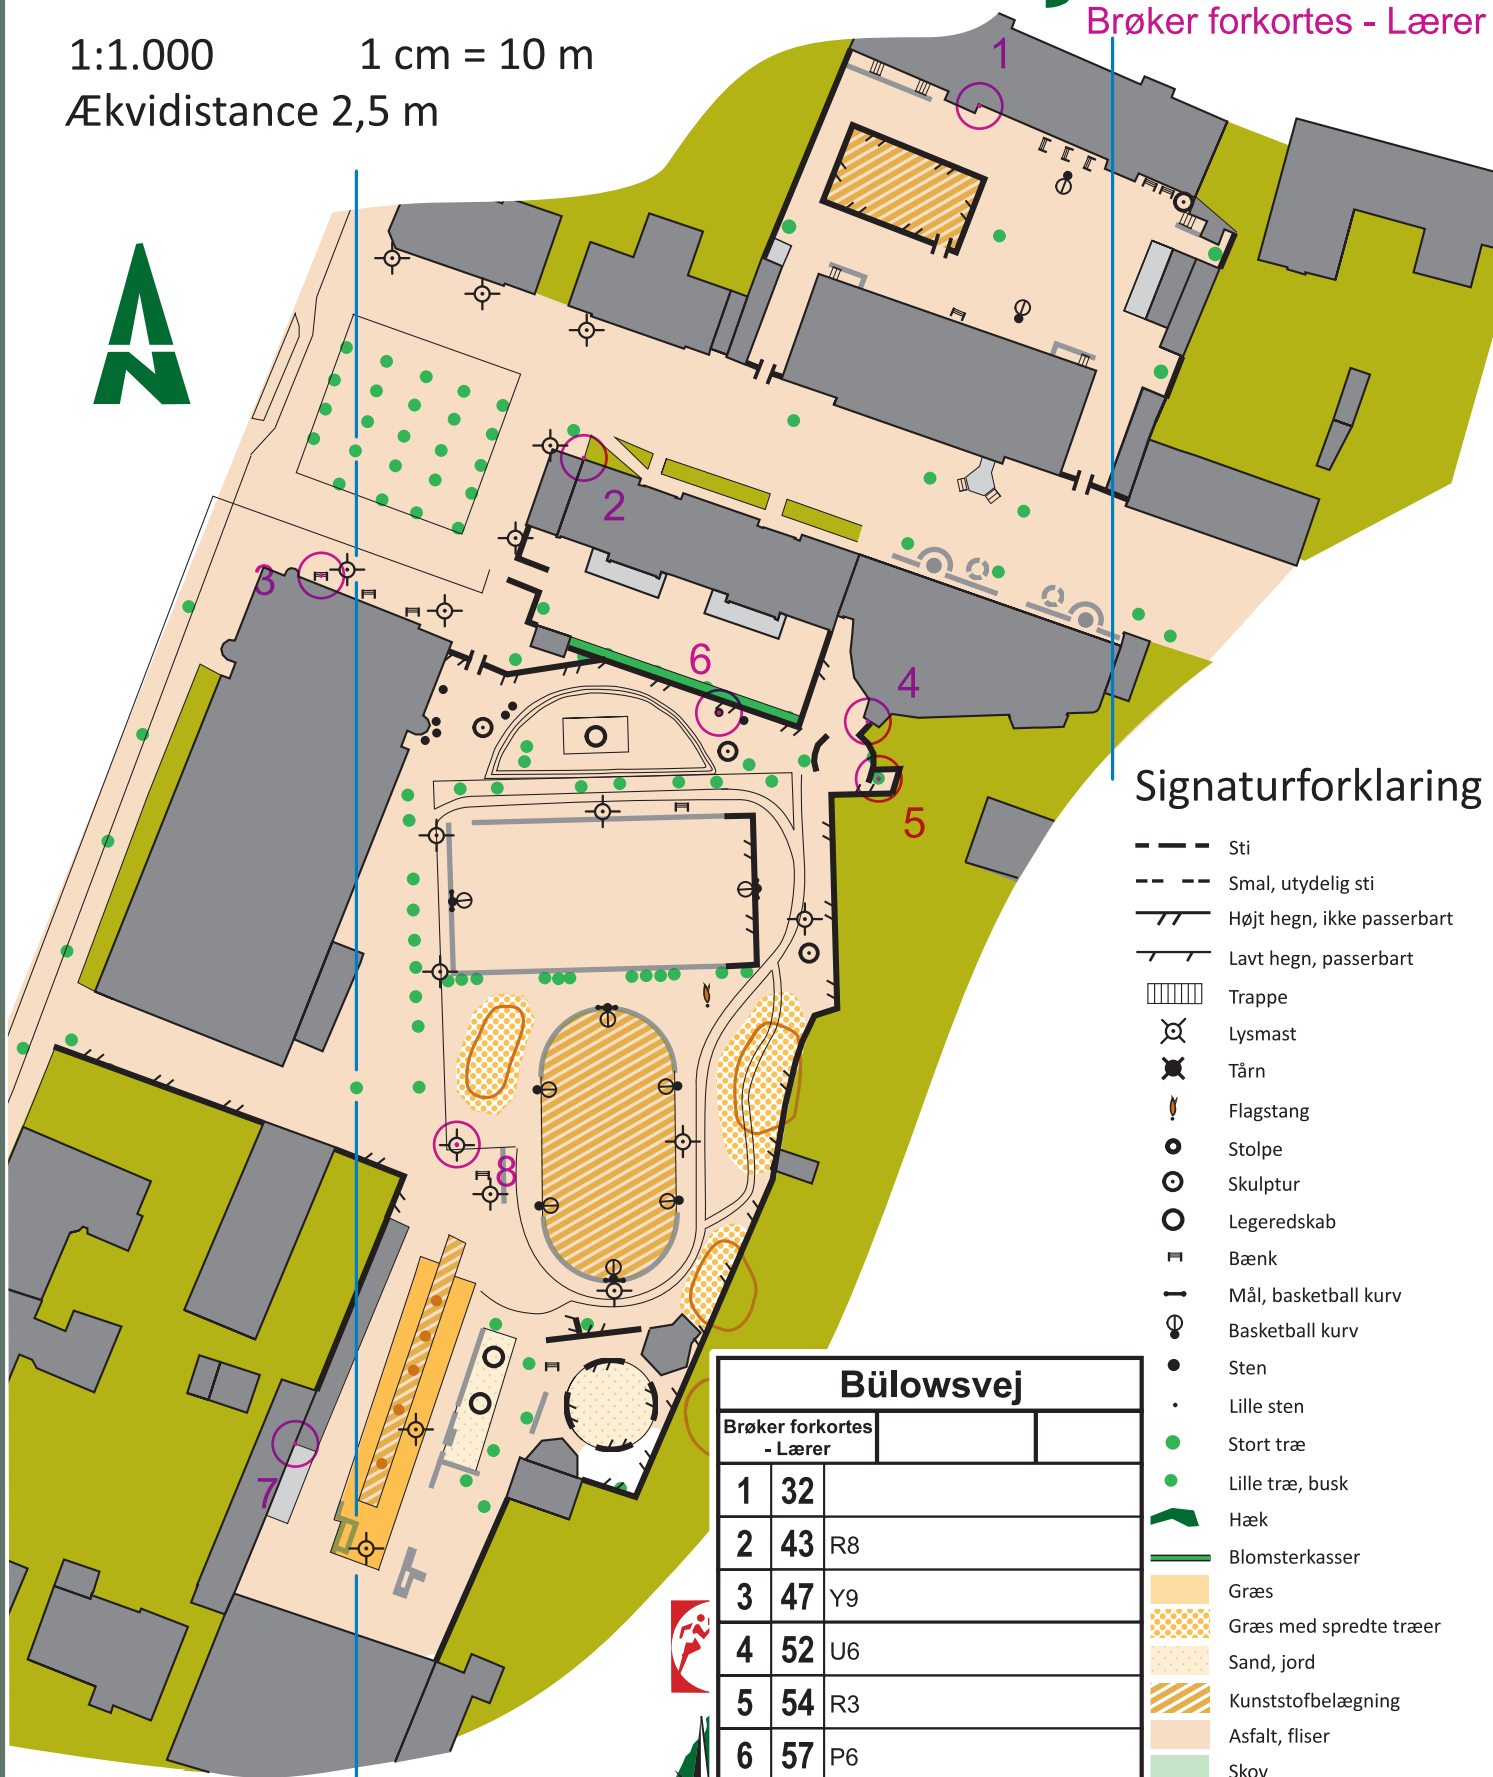 Brøker forkortes - Lærer
1:1.000 1 cm = 10 m
Ækvidistance 2,5 m
1
2
3
6
4
5
8
7
Signaturforklaring
Sti
Smal, utydelig sti
Højt hegn, ikke passerbart
Lavt hegn, passerbart
Trappe
Lysmast
Tårn
Flagstang
Stolpe
Skulptur
Legeredskab
Bænk
Mål, basketball kurv
Basketball kurv
Sten
Lille sten
Stort træ
Lille træ, busk
Hæk
Blomsterkasser
Græs
Græs med spredte træer
Sand, jord
Kunststofbelægning
Asfalt, fliser
Skov
Bülowsvej
Brøker forkortes
- Lærer
1 32
2 43 R8
3 47 Y9
4 52 U6
5 54 R3
6 57 P6